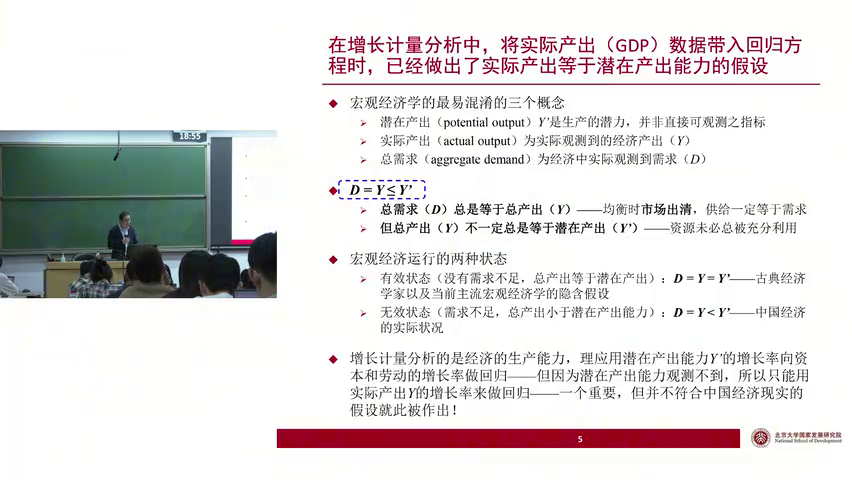 在增长计量分析中，将实际产出（GDP）数据带入回归方
程时，已经做出了实际产出等于潜在产出能力的假设
宏观经济学的最易混淆的三个概念
潜在产出（potential output）Y’是生产的潜力，并非直接可观测之指标
实际产出（actual output）为实际观测到的经济产出（Y）
总需求（aggregate demand）为经济中实际观测到需求（D）
D = Y ≤ Y’
总需求（D）总是等于总产出（Y）——均衡时市场出清，供给一定等于需求
但总产出（Y）不一定总是等于潜在产出（Y’）——资源未必总被充分利用
宏观经济运行的两种状态
有效状态（没有需求不足，总产出等于潜在产出）：D = Y = Y’——古典经济
学家以及当前主流宏观经济学的隐含假设
无效状态（需求不足，总产出小于潜在产出能力）：D = Y < Y’——中国经济
的实际状况
增长计量分析的是经济的生产能力，理应用潜在产出能力Y’的增长率向资
本和劳动的增长率做回归——但因为潜在产出能力观测不到，所以只能用
实际产出Y的增长率来做回归——一个重要，但并不符合中国经济现实的
假设就此被作出！
18:55
5
北京大学国家发展研究院
National School of Development